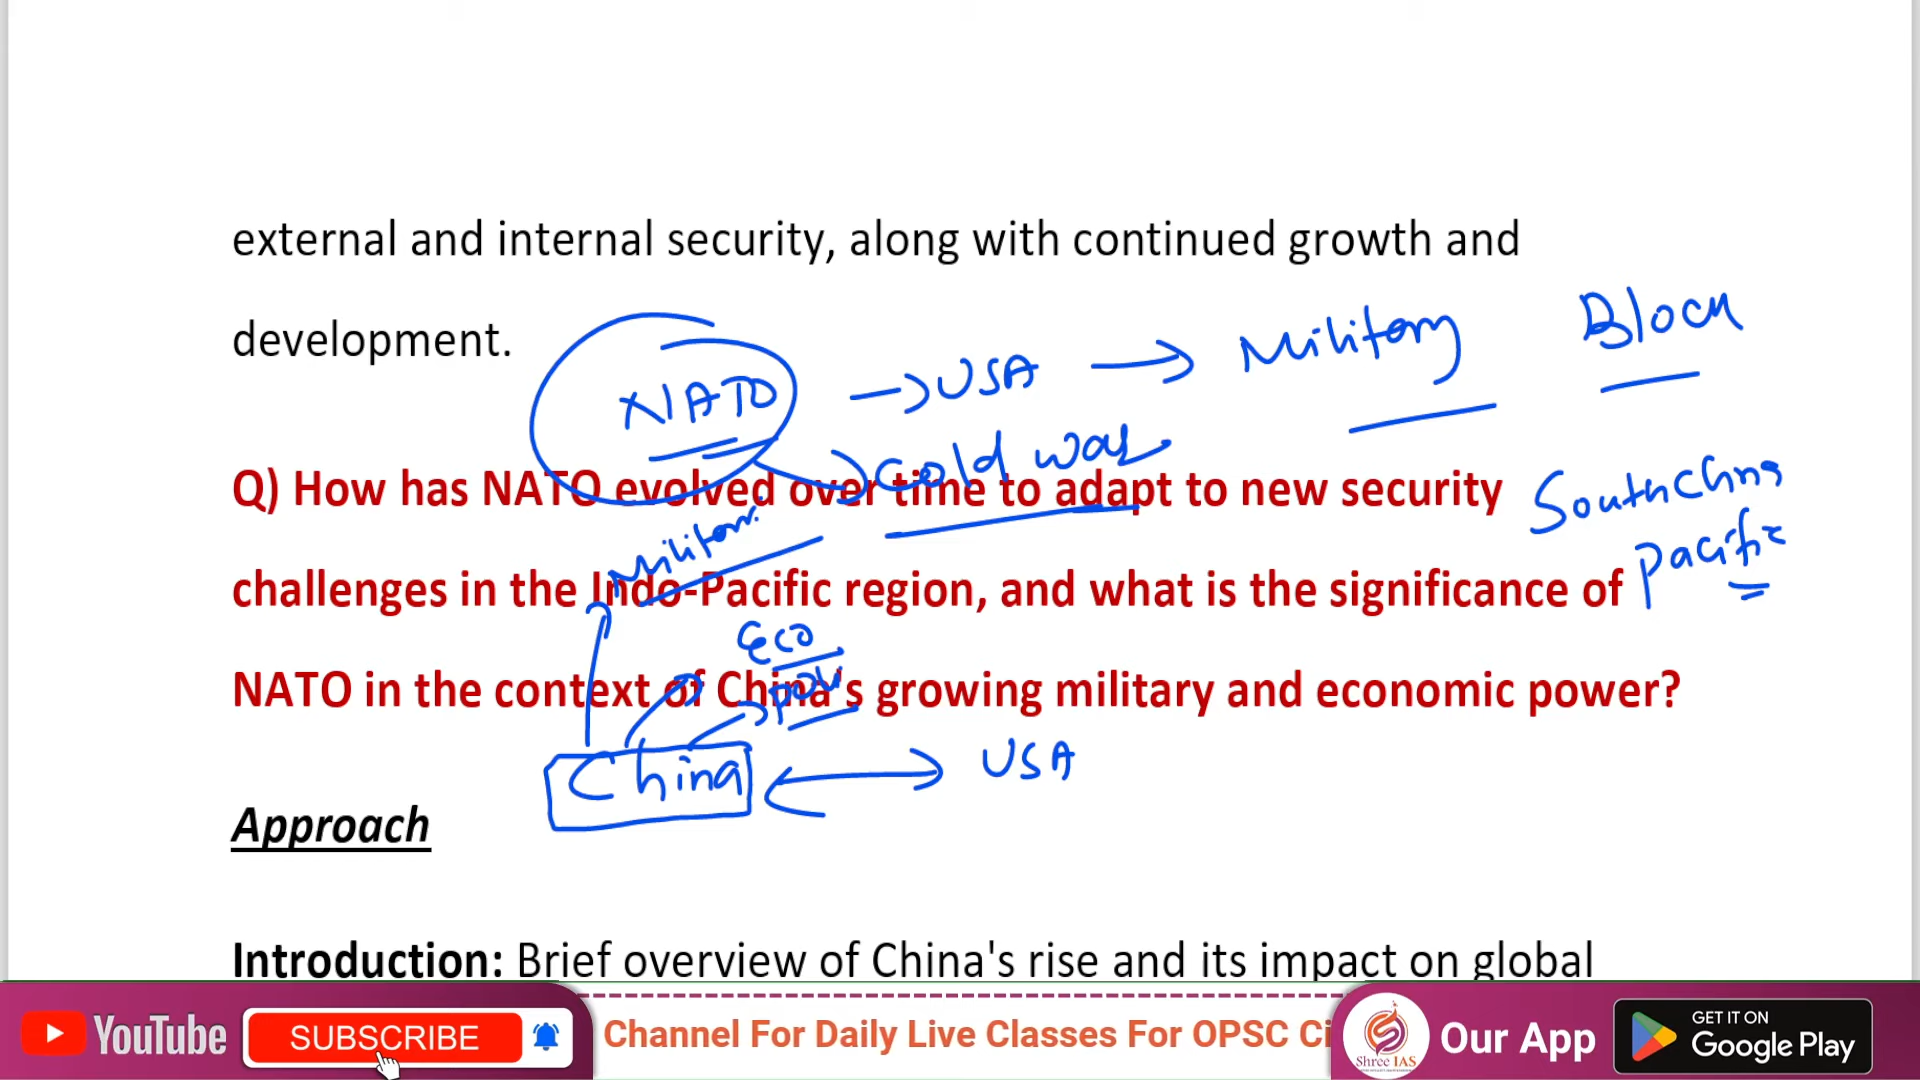 external and internal security, along with continued growth and
development.
NATO → USA → Military Block
→ Cold war
Q) How has NATO evolved over time to adapt to new security
South China
Military
challenges in the Indo-Pacific region, and what is the significance of
Pacific
Eco
NATO in the context of China's growing military and economic power?
Pol
China ↔ USA
Approach
Introduction: Brief overview of China's rise and its impact on global
YouTube SUBSCRIBE Channel For Daily Live Classes For OPSC Ci
Shree IAS
Our App
GET IT ON
Google Play